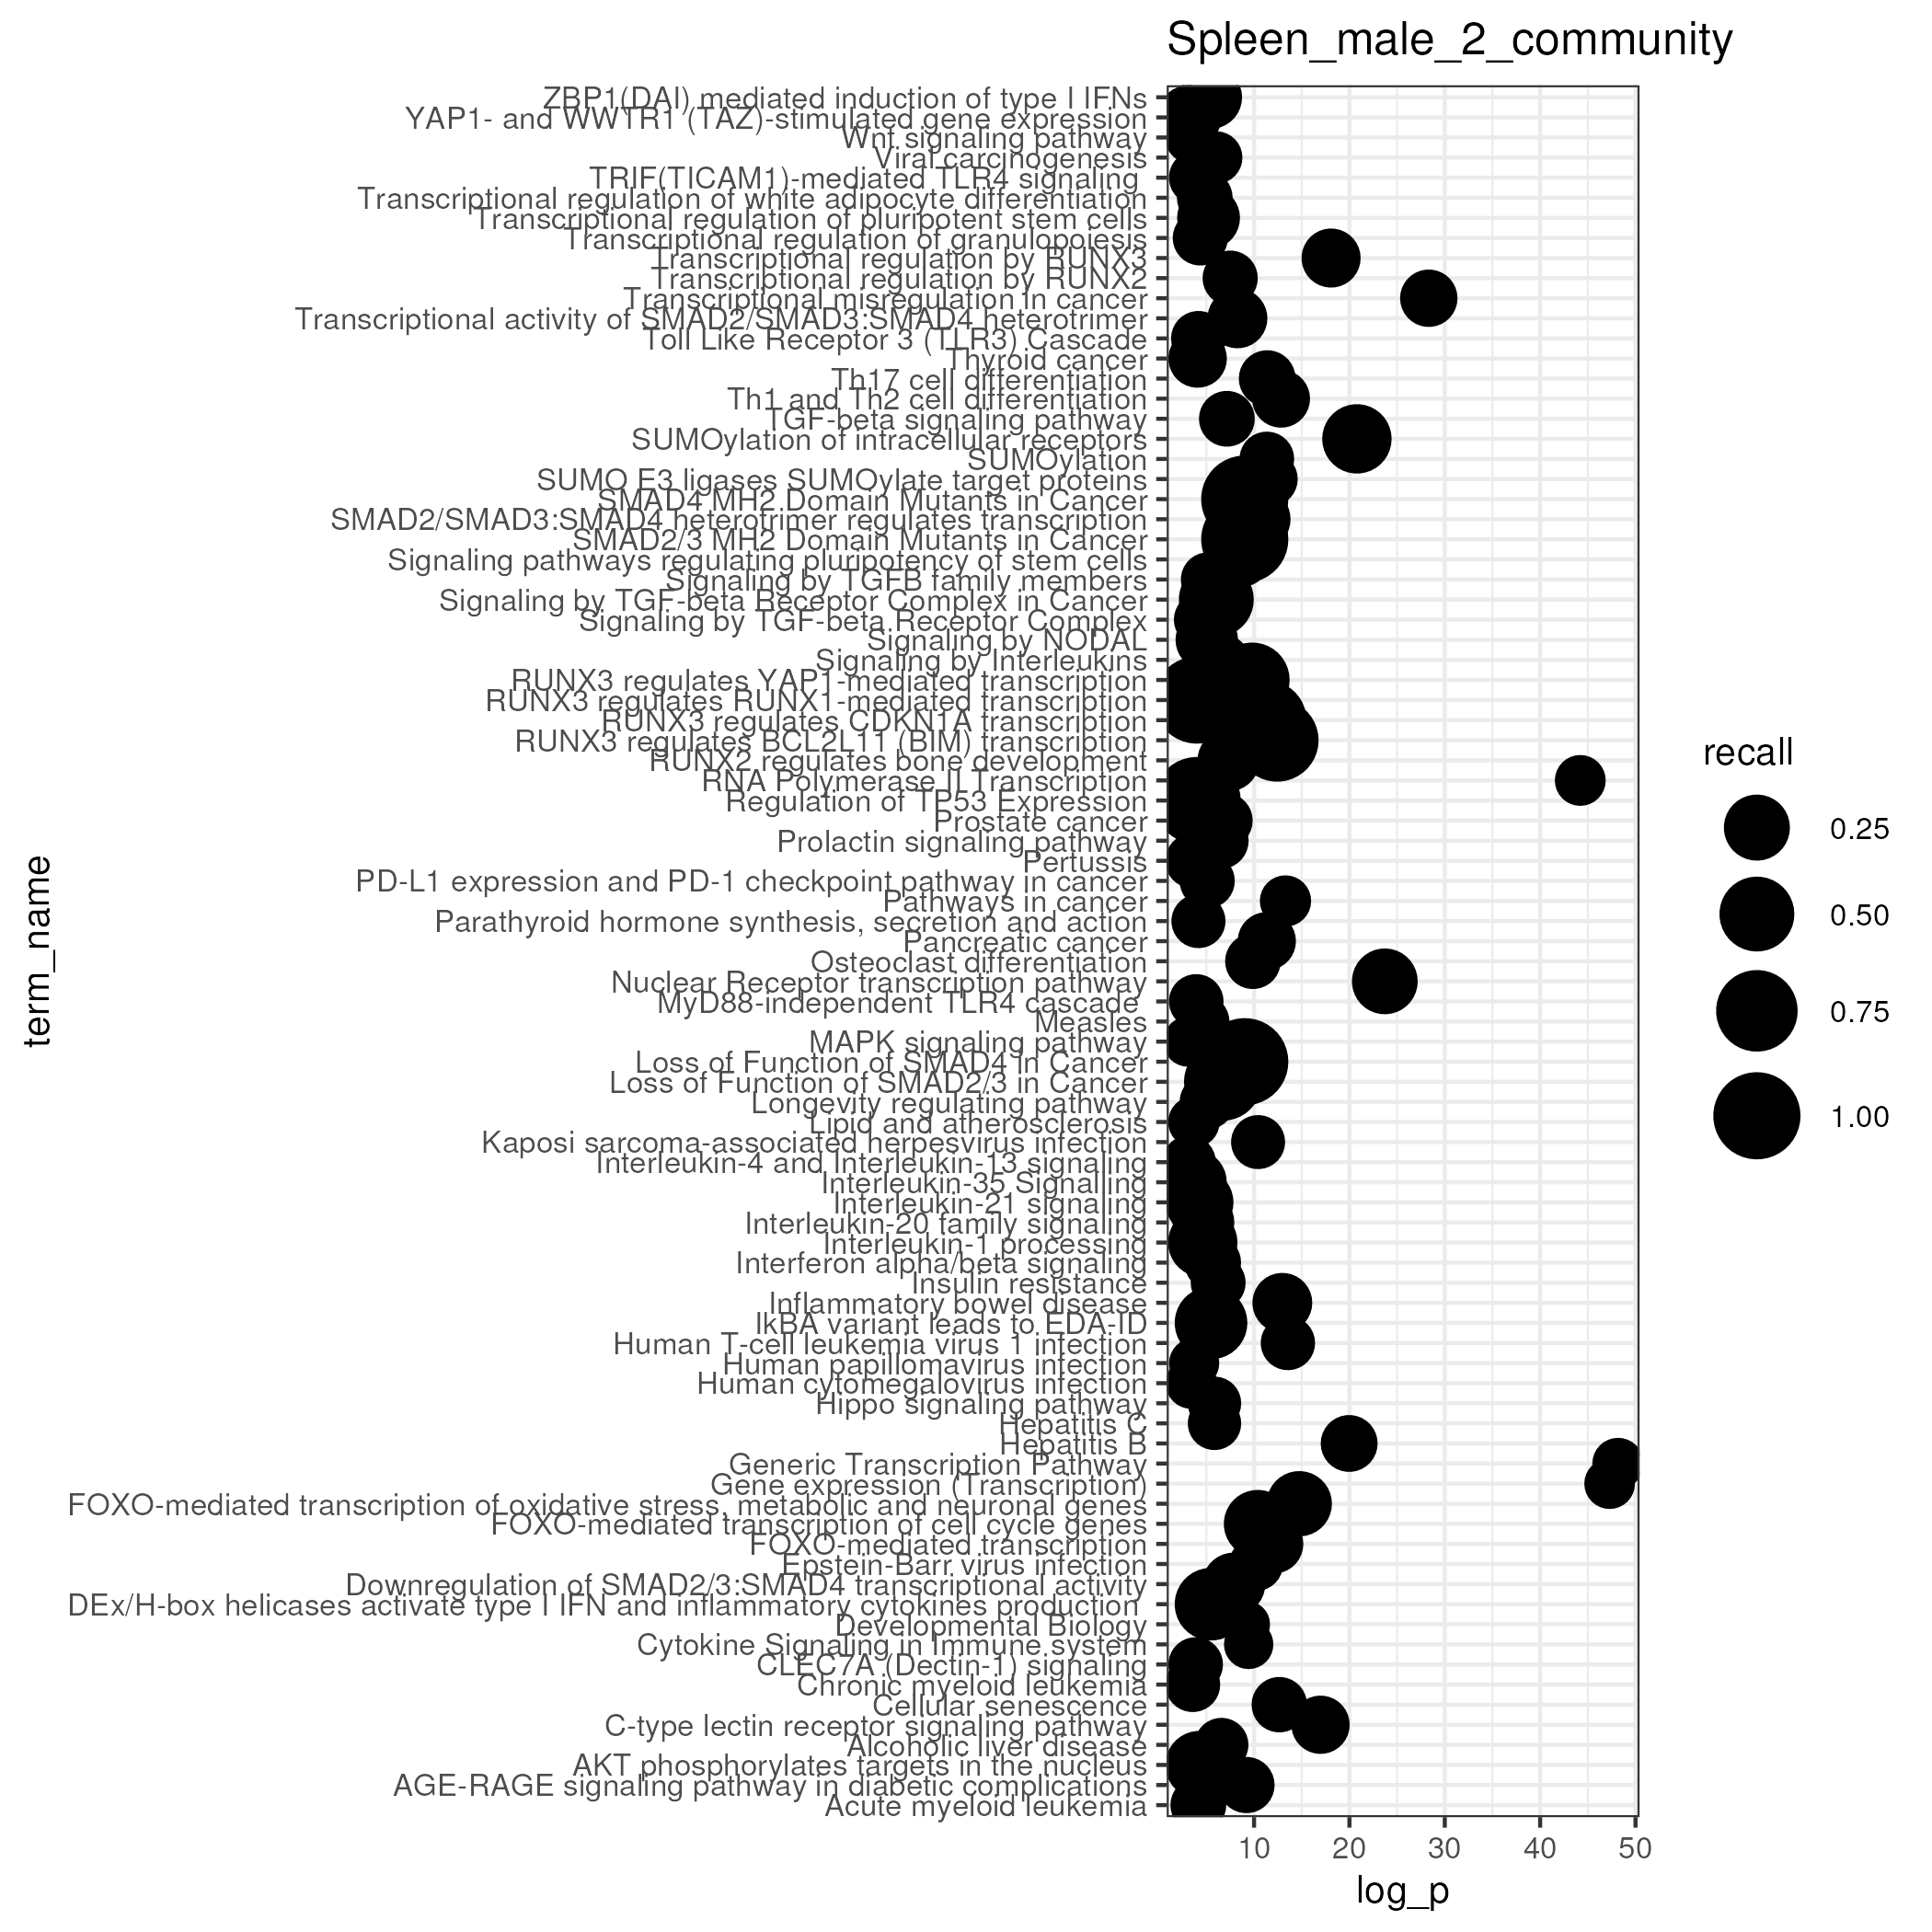 Spleen_male_2_community
ZBP1(DAI) mediated induction of type I IFNs
YAP1- and WWTR1 (TAZ)-stimulated gene expression
Wnt signaling pathway
Viral carcinogenesis
TRIF(TICAM1)-mediated TLR4 signaling
Transcriptional regulation of white adipocyte differentiation
Transcriptional regulation of pluripotent stem cells
Transcriptional regulation of granulopoiesis
Transcriptional regulation by RUNX3
Transcriptional regulation by RUNX2
Transcriptional misregulation in cancer
Transcriptional activity of SMAD2/SMAD3:SMAD4 heterotrimer
Toll Like Receptor 3 (TLR3) Cascade
Thyroid cancer
Th17 cell differentiation
Th1 and Th2 cell differentiation
TGF-beta signaling pathway
SUMOylation of intracellular receptors
SUMOylation
SUMO E3 ligases SUMOylate target proteins
SMAD4 MH2 Domain Mutants in Cancer
SMAD2/SMAD3:SMAD4 heterotrimer regulates transcription
SMAD2/3 MH2 Domain Mutants in Cancer
Signaling pathways regulating pluripotency of stem cells
Signaling by TGFB family members
Signaling by TGF-beta Receptor Complex in Cancer
Signaling by TGF-beta Receptor Complex
Signaling by NODAL
Signaling by Interleukins
RUNX3 regulates YAP1-mediated transcription
RUNX3 regulates RUNX1-mediated transcription
RUNX3 regulates CDKN1A transcription
RUNX3 regulates BCL2L11 (BIM) transcription
RUNX2 regulates bone development
RNA Polymerase II Transcription
Regulation of TP53 Expression
Prostate cancer
Prolactin signaling pathway
Pertussis
PD-L1 expression and PD-1 checkpoint pathway in cancer
Pathways in cancer
Parathyroid hormone synthesis, secretion and action
Pancreatic cancer
Osteoclast differentiation
Nuclear Receptor transcription pathway
MyD88-independent TLR4 cascade
Measles
MAPK signaling pathway
Loss of Function of SMAD4 in Cancer
Loss of Function of SMAD2/3 in Cancer
Longevity regulating pathway
Lipid and atherosclerosis
Kaposi sarcoma-associated herpesvirus infection
Interleukin-4 and Interleukin-13 signaling
Interleukin-35 Signalling
Interleukin-21 signaling
Interleukin-20 family signaling
Interleukin-1 processing
Interferon alpha/beta signaling
Insulin resistance
Inflammatory bowel disease
IkBA variant leads to EDA-ID
Human T-cell leukemia virus 1 infection
Human papillomavirus infection
Human cytomegalovirus infection
Hippo signaling pathway
Hepatitis C
Hepatitis B
Generic Transcription Pathway
Gene expression (Transcription)
FOXO-mediated transcription of oxidative stress, metabolic and neuronal genes
FOXO-mediated transcription of cell cycle genes
FOXO-mediated transcription
Epstein-Barr virus infection
Downregulation of SMAD2/3:SMAD4 transcriptional activity
DEx/H-box helicases activate type I IFN and inflammatory cytokines production
Developmental Biology
Cytokine Signaling in Immune system
CLEC7A (Dectin-1) signaling
Chronic myeloid leukemia
Cellular senescence
C-type lectin receptor signaling pathway
Alcoholic liver disease
AKT phosphorylates targets in the nucleus
AGE-RAGE signaling pathway in diabetic complications
Acute myeloid leukemia
term_name
10 20 30 40 50
log_p
recall
0.25
0.50
0.75
1.00